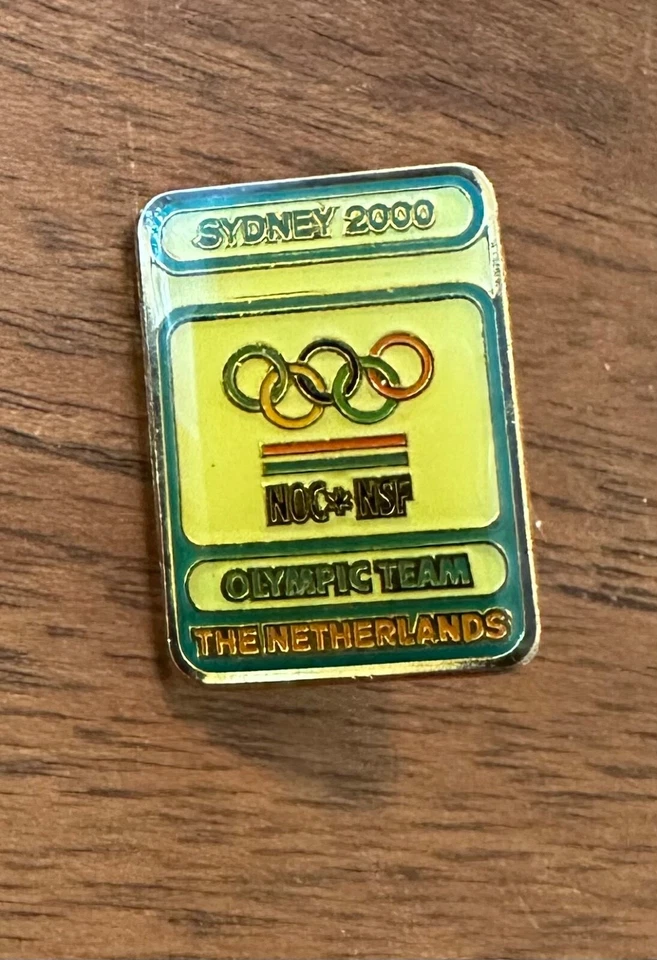 SYDNEY 2000
NOC*NSF
OLYMPIC TEAM
THE NETHERLANDS